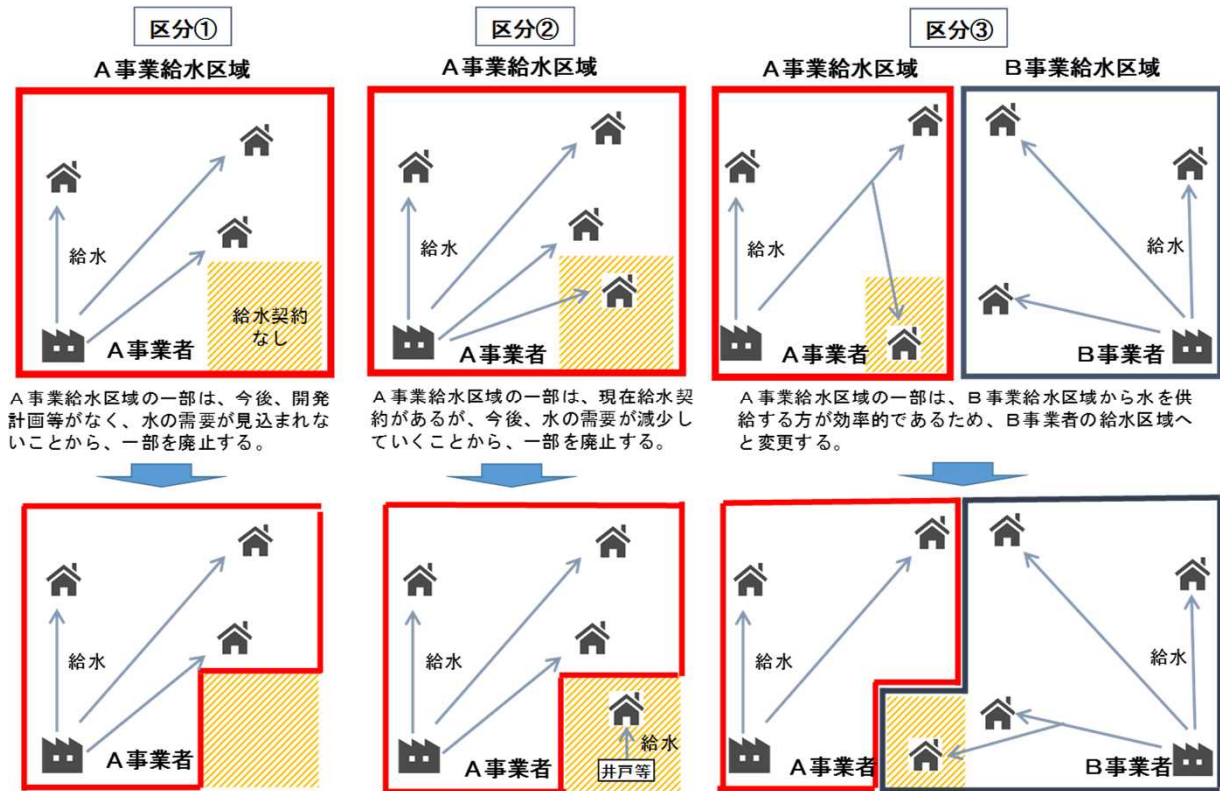 区分①
A事業給水区域
給水
給水契約
なし
A事業者
A事業給水区域の一部は、今後、開発
計画等がなく、水の需要が見込まれな
いことから、一部を廃止する。
給水
A事業者
区分②
A事業給水区域
給水
A事業者
A事業給水区域の一部は、現在給水契
約があるが、今後、水の需要が減少し
ていくことから、一部を廃止する。
給水
A事業者
給水
井戸等
区分③
A事業給水区域
B事業給水区域
給水
給水
A事業者
B事業者
A事業給水区域の一部は、B事業給水区域から水を供
給する方が効率的であるため、B事業者の給水区域へ
と変更する。
給水
給水
A事業者
B事業者